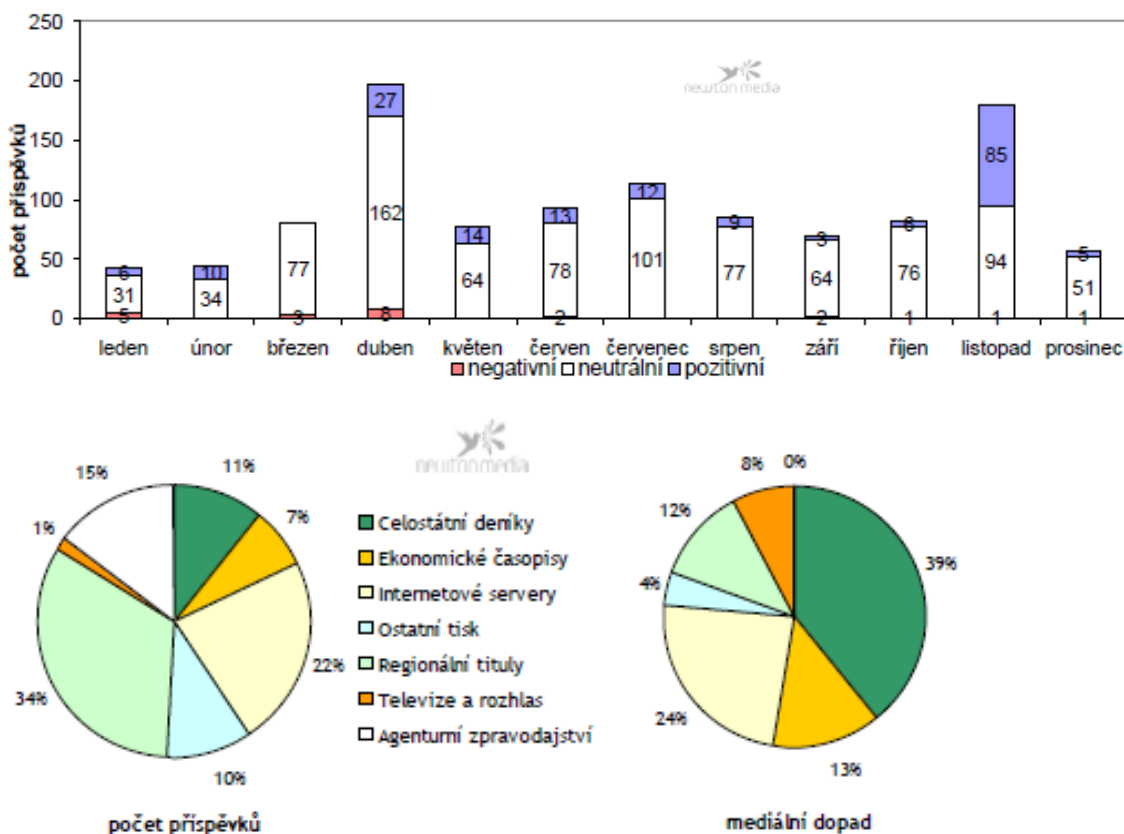 250
200
150
100
50
0
počet příspěvků
newton media
6 10 27 14 13 12 9 3 6 85 5
31 34 77 162 64 78 101 77 64 76 94 51
5 3 8 2 2 1 1 1
leden únor březen duben květen červen červenec srpen září říjen listopad prosinec
negativní neutrální pozitivní
newton media
15% 11% 7% 22% 10% 34% 1%
Celostátní deníky
Ekonomické časopisy
Internetové servery
Ostatní tisk
Regionální tituly
Televize a rozhlas
Agenturní zpravodajství
8% 0% 39% 13% 24% 4% 12%
počet příspěvků
mediální dopad